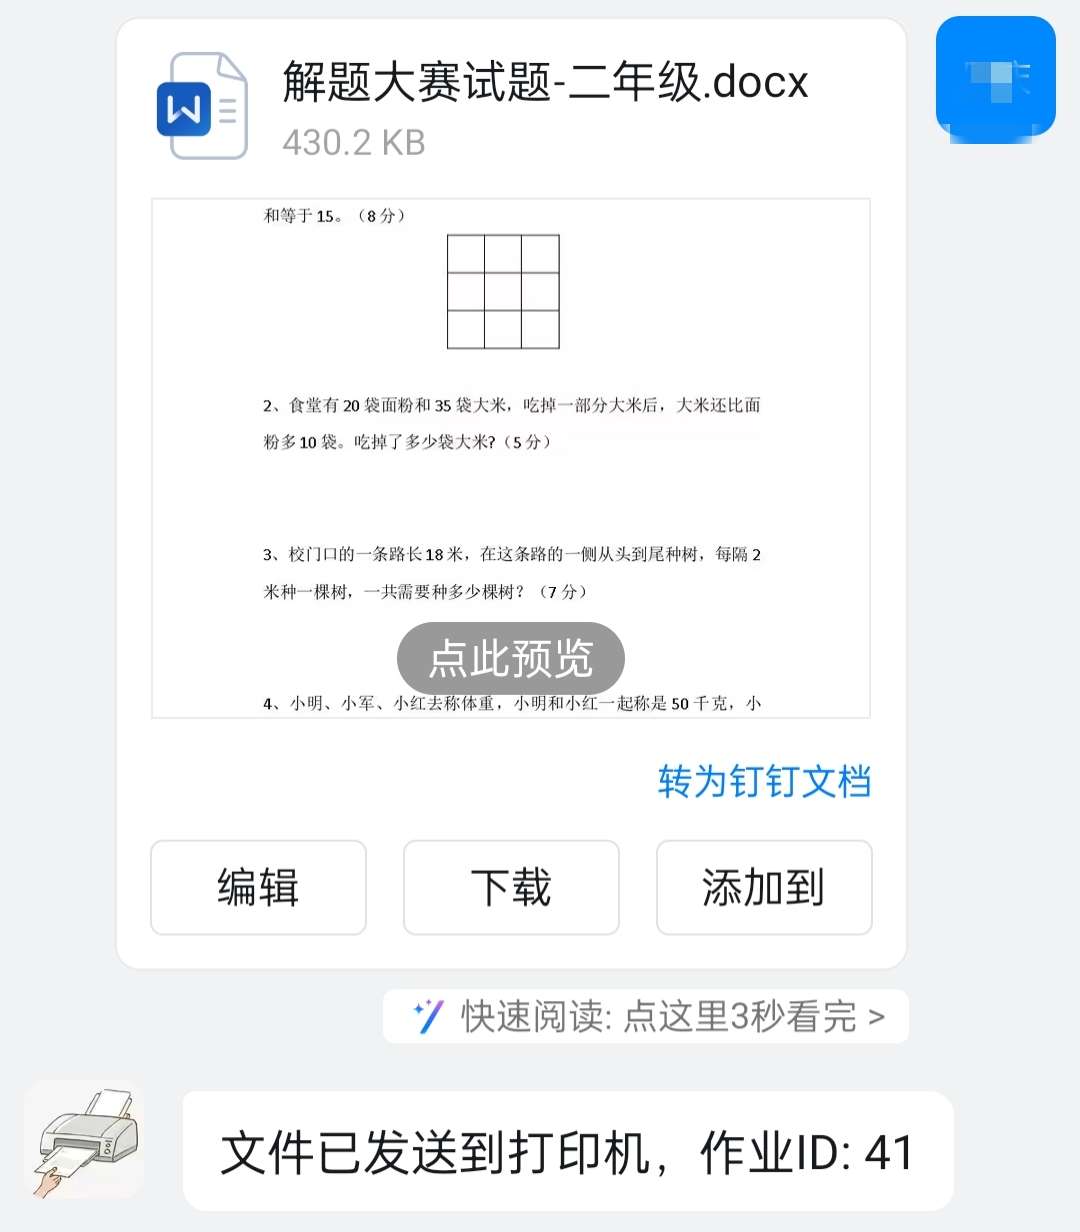 解题大赛试题-二年级.docx
430.2 KB
和等于 15。（8 分）
2、食堂有 20 袋面粉和 35 袋大米，吃掉一部分大米后，大米还比面
粉多 10 袋。吃掉了多少袋大米?（5 分）
3、校门口的一条路长 18 米，在这条路的一侧从头到尾种树，每隔 2
米种一棵树，一共需要种多少棵树？（7 分）
点此预览
4、小明、小军、小红去称体重，小明和小红一起称是 50 千克，小
转为钉钉文档
编辑
下载
添加到
快速阅读: 点这里3秒看完 >
文件已发送到打印机，作业ID: 41